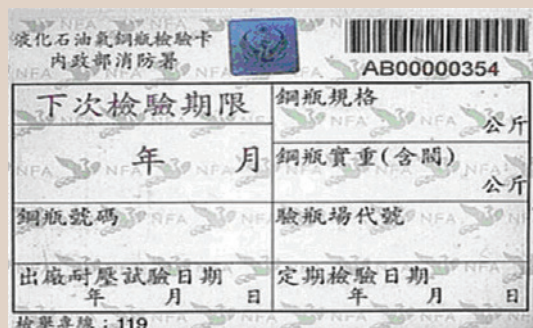 液化石油氣鋼瓶檢驗卡
內政部消防署
AB00000354
下次檢驗期限
年 月
鋼瓶規格
公斤
鋼瓶實重(含閥)
公斤
鋼瓶號碼
驗瓶場代號
出廠耐壓試驗日期
年 月 日
定期檢驗日期
年 月 日
檢舉專線：119
NFA